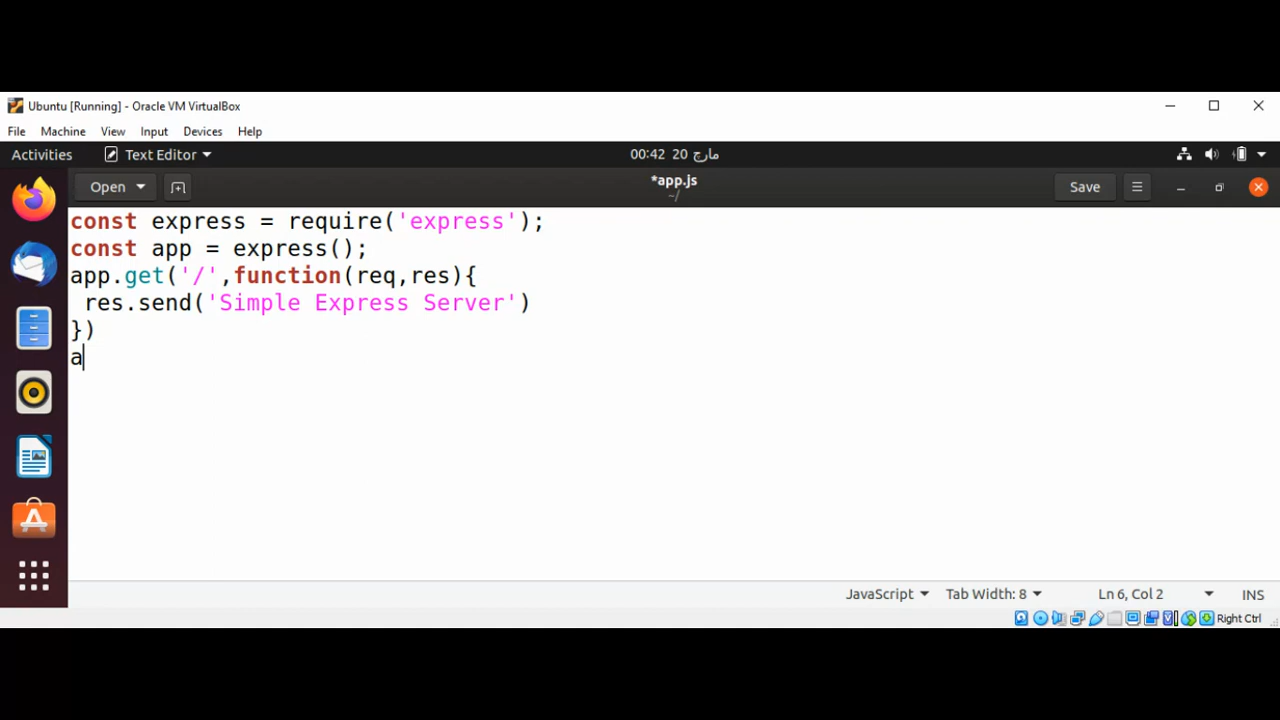 Ubuntu [Running] - Oracle VM VirtualBox
File Machine View Input Devices Help
Activities Text Editor 00:42 20 مارچ
Open *app.js Save
~/
const express = require('express');
const app = express();
app.get('/',function(req,res){
 res.send('Simple Express Server')
})
a
JavaScript Tab Width: 8 Ln 6, Col 2 INS
Right Ctrl